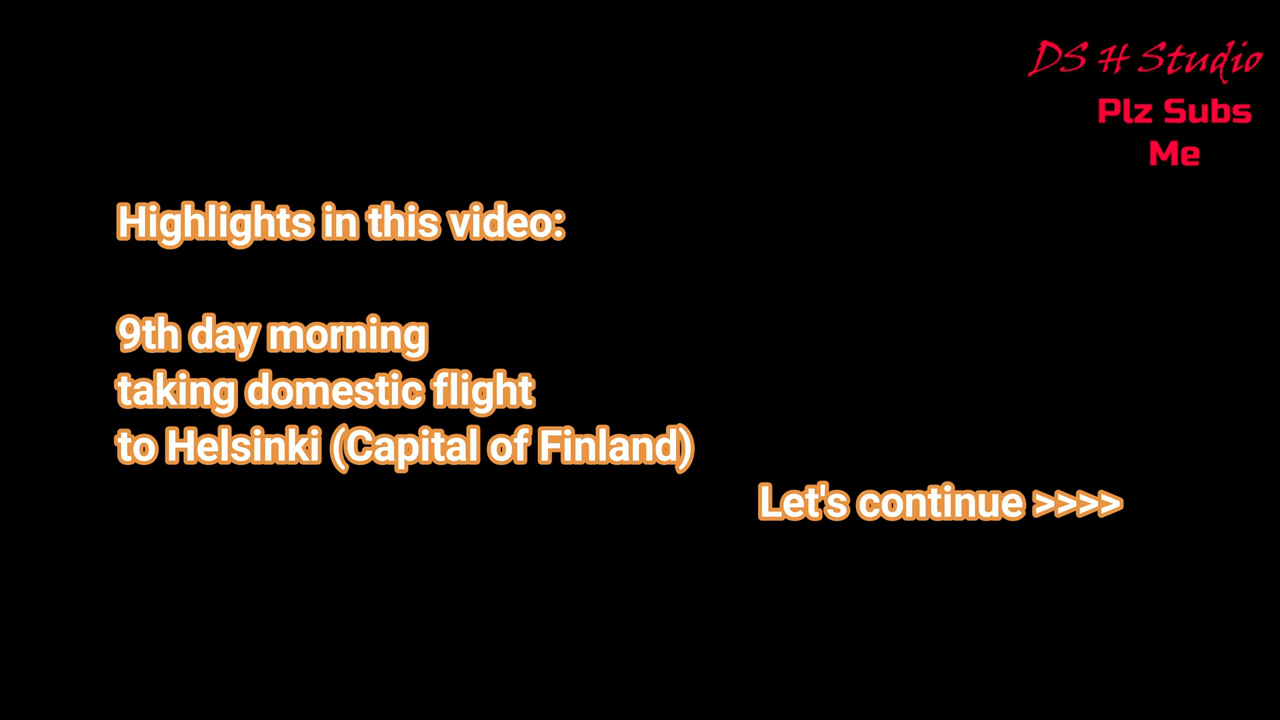 DS H Studio
Plz Subs
Me
Highlights in this video:
9th day morning
taking domestic flight
to Helsinki (Capital of Finland)
Let's continue >>>>